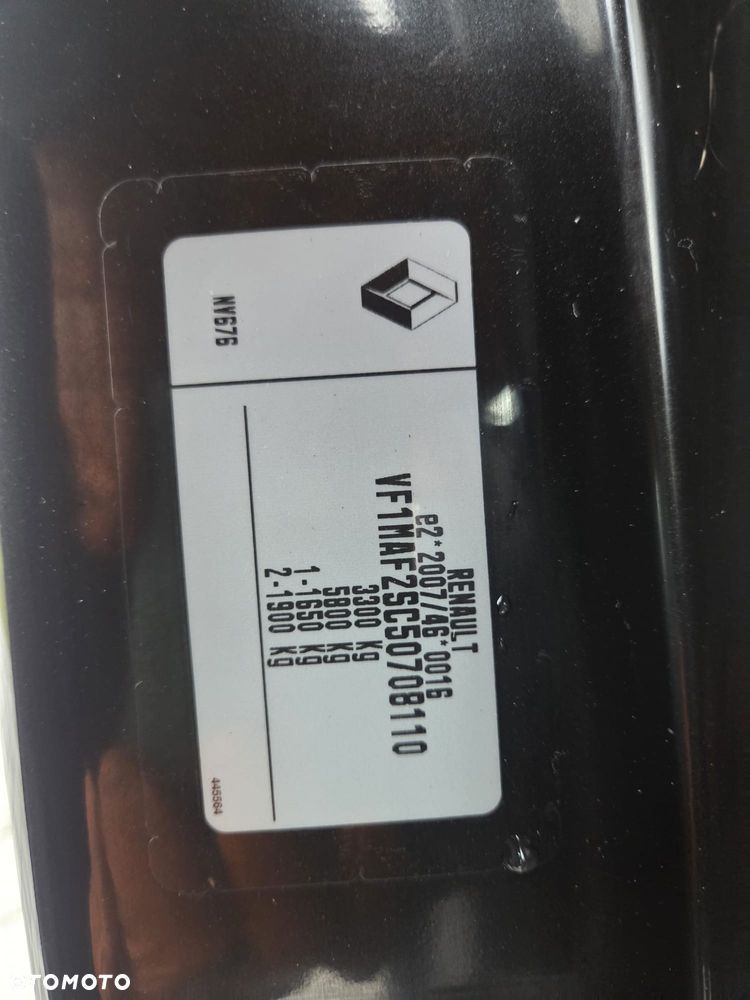 RENAULT
e2*2007/46*0016
VF1MAF2SC50708110
3300 Kg
5800 Kg
1-1650 Kg
2-1900 Kg
NV676
445564
OTOMOTO